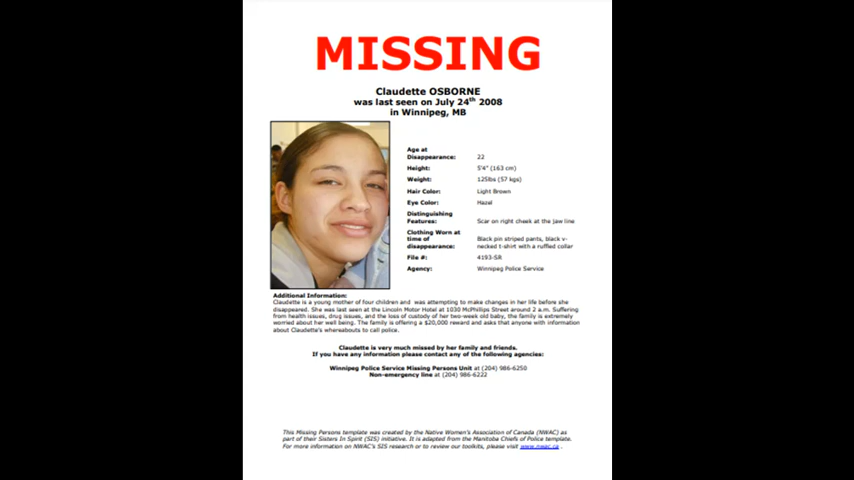 MISSING
Claudette OSBORNE
was last seen on July 24th 2008
in Winnipeg, MB
Age at
Disappearance: 22
Height: 5'4" (163 cm)
Weight: 125lbs (57 kgs)
Hair Color: Light Brown
Eye Color: Hazel
Distinguishing
Features: Scar on right cheek at the jaw line
Clothing Worn at
time of Black pin striped pants, black v-
disappearance: necked t-shirt with a ruffled collar
File #: 4193-SR
Agency: Winnipeg Police Service
Additional Information:
Claudette is a young mother of four children and was attempting to make changes in her life before she
disappeared. She was last seen at the Lincoln Motor Hotel at 1030 McPhillips Street around 2 a.m. Suffering
from health issues, drug issues, and the loss of custody of her two-week old baby, the family is extremely
worried about her well being. The family is offering a $20,000 reward and asks that anyone with information
about Claudette's whereabouts to call police.
Claudette is very much missed by her family and friends.
If you have any information please contact any of the following agencies:
Winnipeg Police Service Missing Persons Unit at (204) 986-6250
Non-emergency line at (204) 986-6222
This Missing Persons template was created by the Native Women's Association of Canada (NWAC) as
part of their Sisters In Spirit (SIS) initiative. It is adapted from the Manitoba Chiefs of Police template.
For more information on NWAC's SIS research or to review our toolkits, please visit www.nwac.ca .